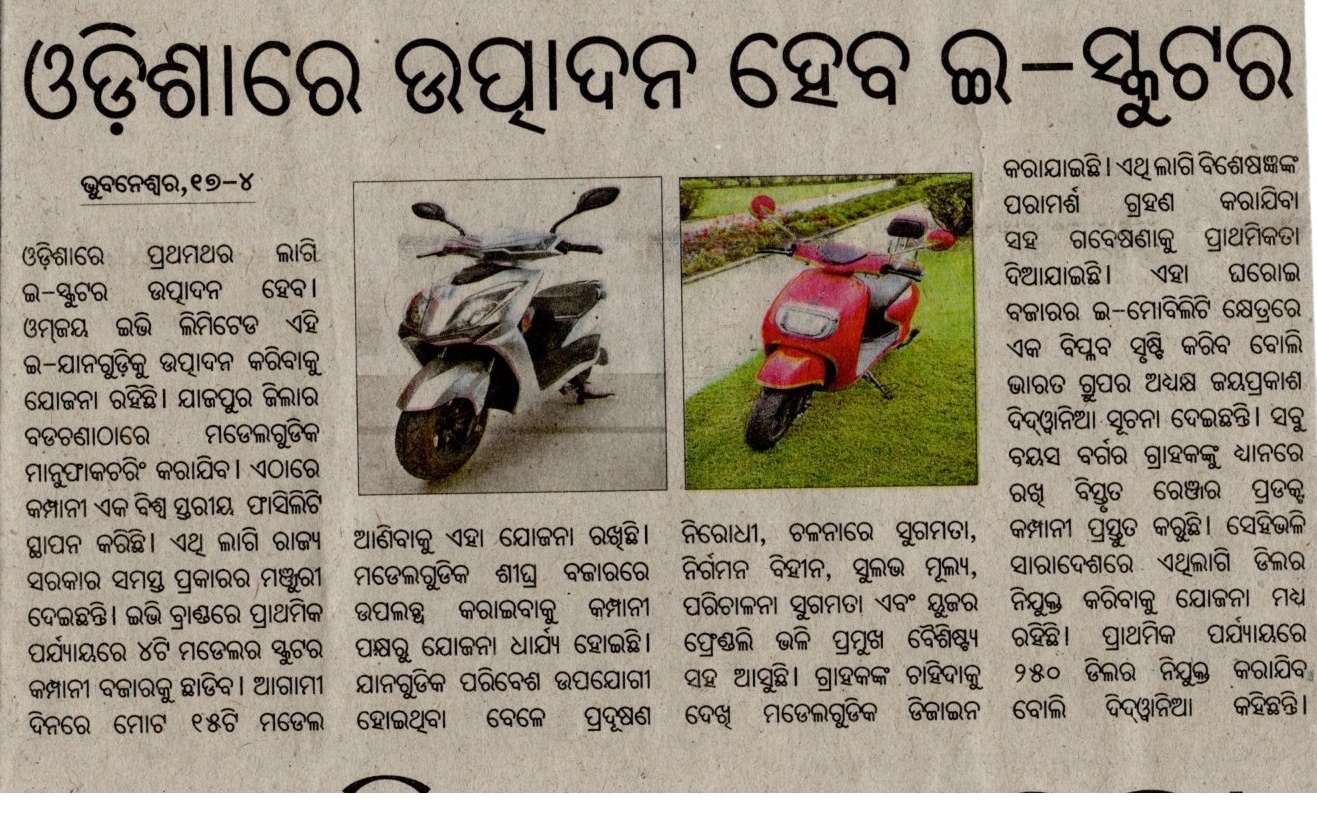 ଓଡ଼ିଶାରେ ଉତ୍ପାଦନ ହେବ ଇ-ସ୍କୁଟର
ଭୁବନେଶ୍ୱର,୧୭-୪
ଓଡ଼ିଶାରେ ପ୍ରଥମଥର ଲାଗି
ଇ-ସ୍କୁଟର ଉତ୍ପାଦନ ହେବ।
ଓମ୍‌ଜୟ ଇଭି ଲିମିଟେଡ ଏହି
ଇ-ଯାନଗୁଡ଼ିକୁ ଉତ୍ପାଦନ କରିବାକୁ
ଯୋଜନା ରହିଛି। ଯାଜପୁର ଜିଲାର
ବଡଚଣାଠାରେ ମଡେଲଗୁଡିକ
ମାନୁଫାକଚରିଂ କରାଯିବ। ଏଠାରେ
କମ୍ପାନୀ ଏକ ବିଶ୍ୱ ସ୍ତରୀୟ ଫାସିଲିଟି
ସ୍ଥାପନ କରିଛି। ଏଥି ଲାଗି ରାଜ୍ୟ
ସରକାର ସମସ୍ତ ପ୍ରକାରର ମଞ୍ଜୁରୀ
ଦେଇଛନ୍ତି। ଇଭି ବ୍ରାଣ୍ଡରେ ପ୍ରାଥମିକ
ପର୍ଯ୍ୟାୟରେ ୪ଟି ମଡେଲର ସ୍କୁଟର
କମ୍ପାନୀ ବଜାରକୁ ଛାଡିବ। ଆଗାମୀ
ଦିନରେ ମୋଟ ୧୫ଟି ମଡେଲ
ଆଣିବାକୁ ଏହା ଯୋଜନା ରଖିଛି।
ମଡେଲଗୁଡିକ ଶୀଘ୍ର ବଜାରରେ
ଉପଲବ୍ଧ କରାଇବାକୁ କମ୍ପାନୀ
ପକ୍ଷରୁ ଯୋଜନା ଧାର୍ଯ୍ୟ ହୋଇଛି।
ଯାନଗୁଡିକ ପରିବେଶ ଉପଯୋଗୀ
ହୋଇଥିବା ବେଳେ ପ୍ରଦୂଷଣ
ନିରୋଧୀ, ଚଳନାରେ ସୁଗମତା,
ନିର୍ଗମନ ବିହୀନ, ସୁଲଭ ମୂଲ୍ୟ,
ପରିଚାଳନା ସୁଗମତା ଏବଂ ୟୁଜର
ଫ୍ରେଣ୍ଡଲି ଭଳି ପ୍ରମୁଖ ବୈଶିଷ୍ଟ୍ୟ
ସହ ଆସୁଛି। ଗ୍ରାହକଙ୍କ ଚାହିଦାକୁ
ଦେଖି ମଡେଲଗୁଡିକ ଡିଜାଇନ
କରାଯାଇଛି। ଏଥି ଲାଗି ବିଶେଷଜ୍ଞଙ୍କ
ପରାମର୍ଶ ଗ୍ରହଣ କରାଯିବା
ସହ ଗବେଷଣାକୁ ପ୍ରାଥମିକତା
ଦିଆଯାଇଛି। ଏହା ଘରୋଇ
ବଜାରର ଇ-ମୋବିଲିଟି କ୍ଷେତ୍ରରେ
ଏକ ବିପ୍ଳବ ସୃଷ୍ଟି କରିବ ବୋଲି
ଭାରତ ଗ୍ରୁପର ଅଧ୍ୟକ୍ଷ ଜୟପ୍ରକାଶ
ଦିଦ୍ୱାନିଆ ସୂଚନା ଦେଇଛନ୍ତି। ସବୁ
ବୟସ ବର୍ଗର ଗ୍ରାହକଙ୍କୁ ଧ୍ୟାନରେ
ରଖି ବିସ୍ତୃତ ରେଞ୍ଜର ପ୍ରଡକ୍ଟ
କମ୍ପାନୀ ପ୍ରସ୍ତୁତ କରୁଛି। ସେହିଭଳି
ସାରାଦେଶରେ ଏଥିଲାଗି ଡିଲର
ନିଯୁକ୍ତ କରିବାକୁ ଯୋଜନା ମଧ୍ୟ
ରହିଛି। ପ୍ରାଥମିକ ପର୍ଯ୍ୟାୟରେ
୨୫୦ ଡିଲର ନିଯୁକ୍ତ କରାଯିବ
ବୋଲି ଦିଦ୍ୱାନିଆ କହିଛନ୍ତି।